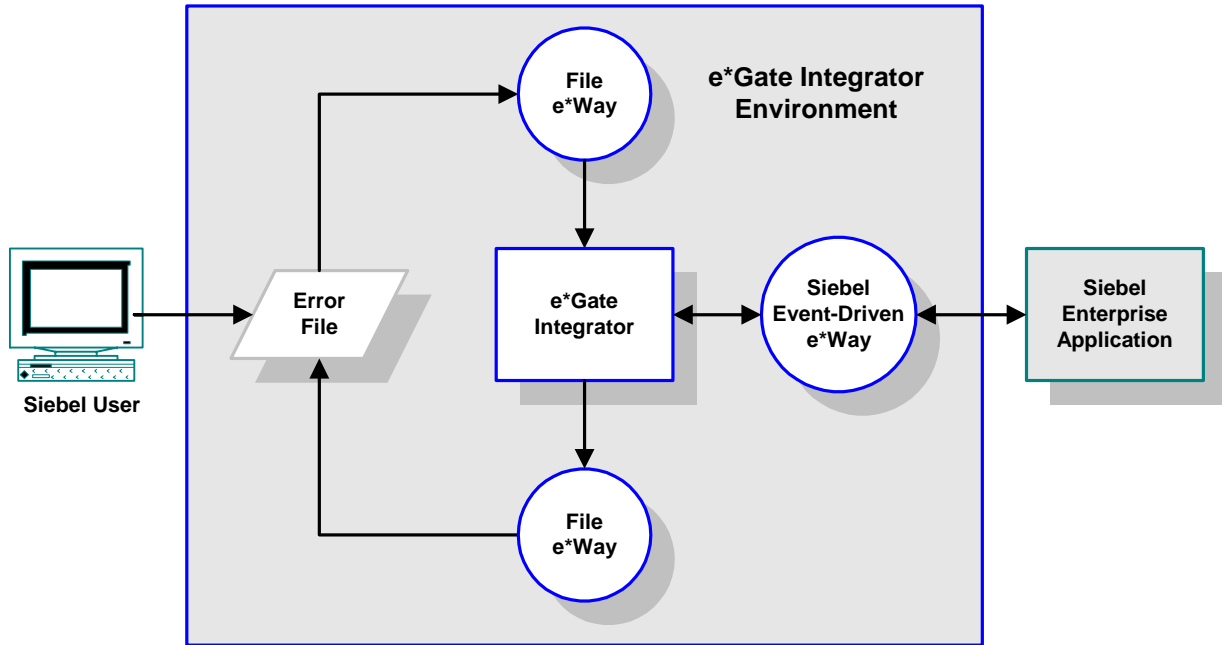 File
e*Way
e*Gate Integrator
Environment
Error
File
e*Gate
Integrator
Siebel
Event-Driven
e*Way
Siebel
Enterprise
Application
Siebel User
File
e*Way